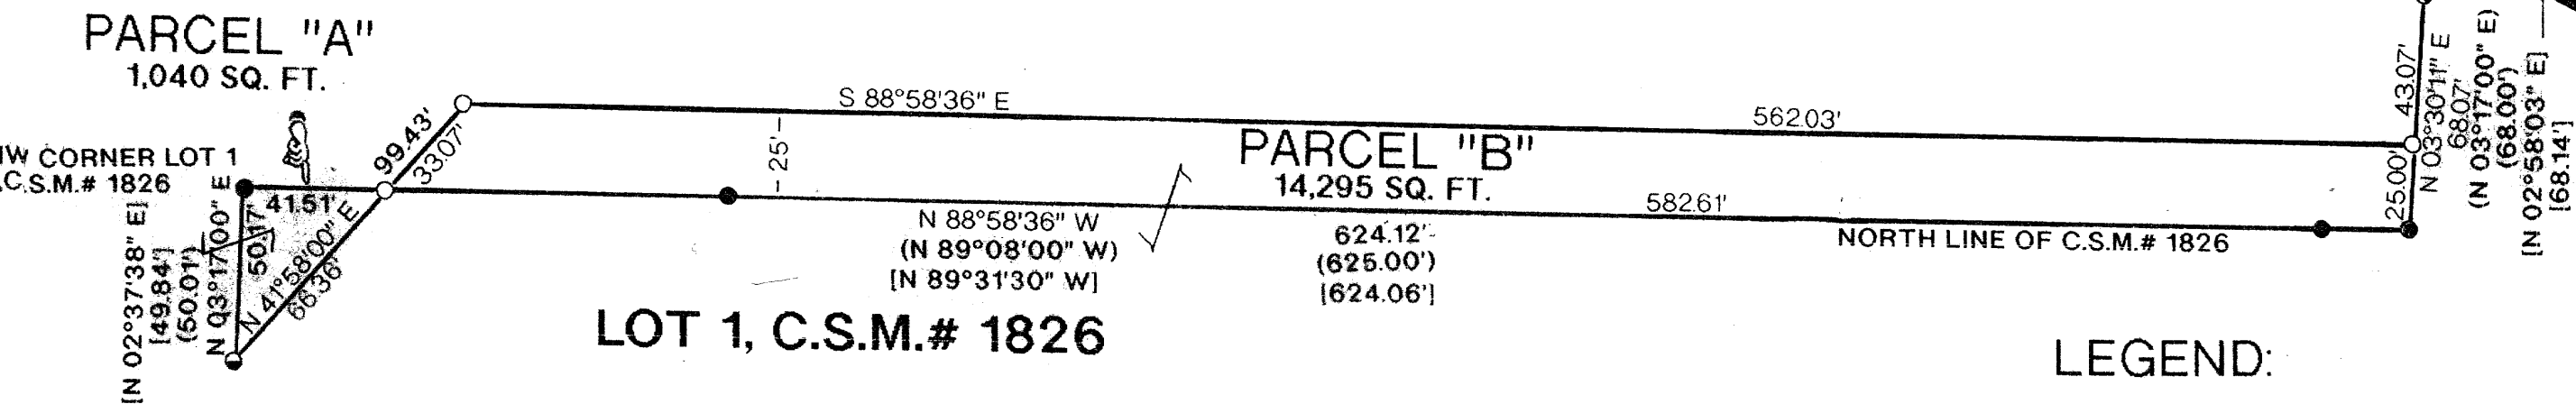 PARCEL "A"
1,040 SQ. FT.
CORNER LOT 1
C.S.M.# 1826
41.51'
99.43'
33.07'
[N 02°37'38" E]
[49.84']
(50.01')
N 03°17'00" E
50.17'
N 41°58'00" E
66.36'
S 88°58'36" E
562.03'
25'
PARCEL "B"
14,295 SQ. FT.
N 88°58'36" W
(N 89°08'00" W)
[N 89°31'30" W]
624.12'
(625.00')
[624.06']
582.61'
NORTH LINE OF C.S.M.# 1826
43.07'
25.00'
N 03°30'11" E
68.07'
(N 03°17'00" E)
(68.00')
[N 02°58'03" E]
[68.14']
LOT 1, C.S.M.# 1826
LEGEND: